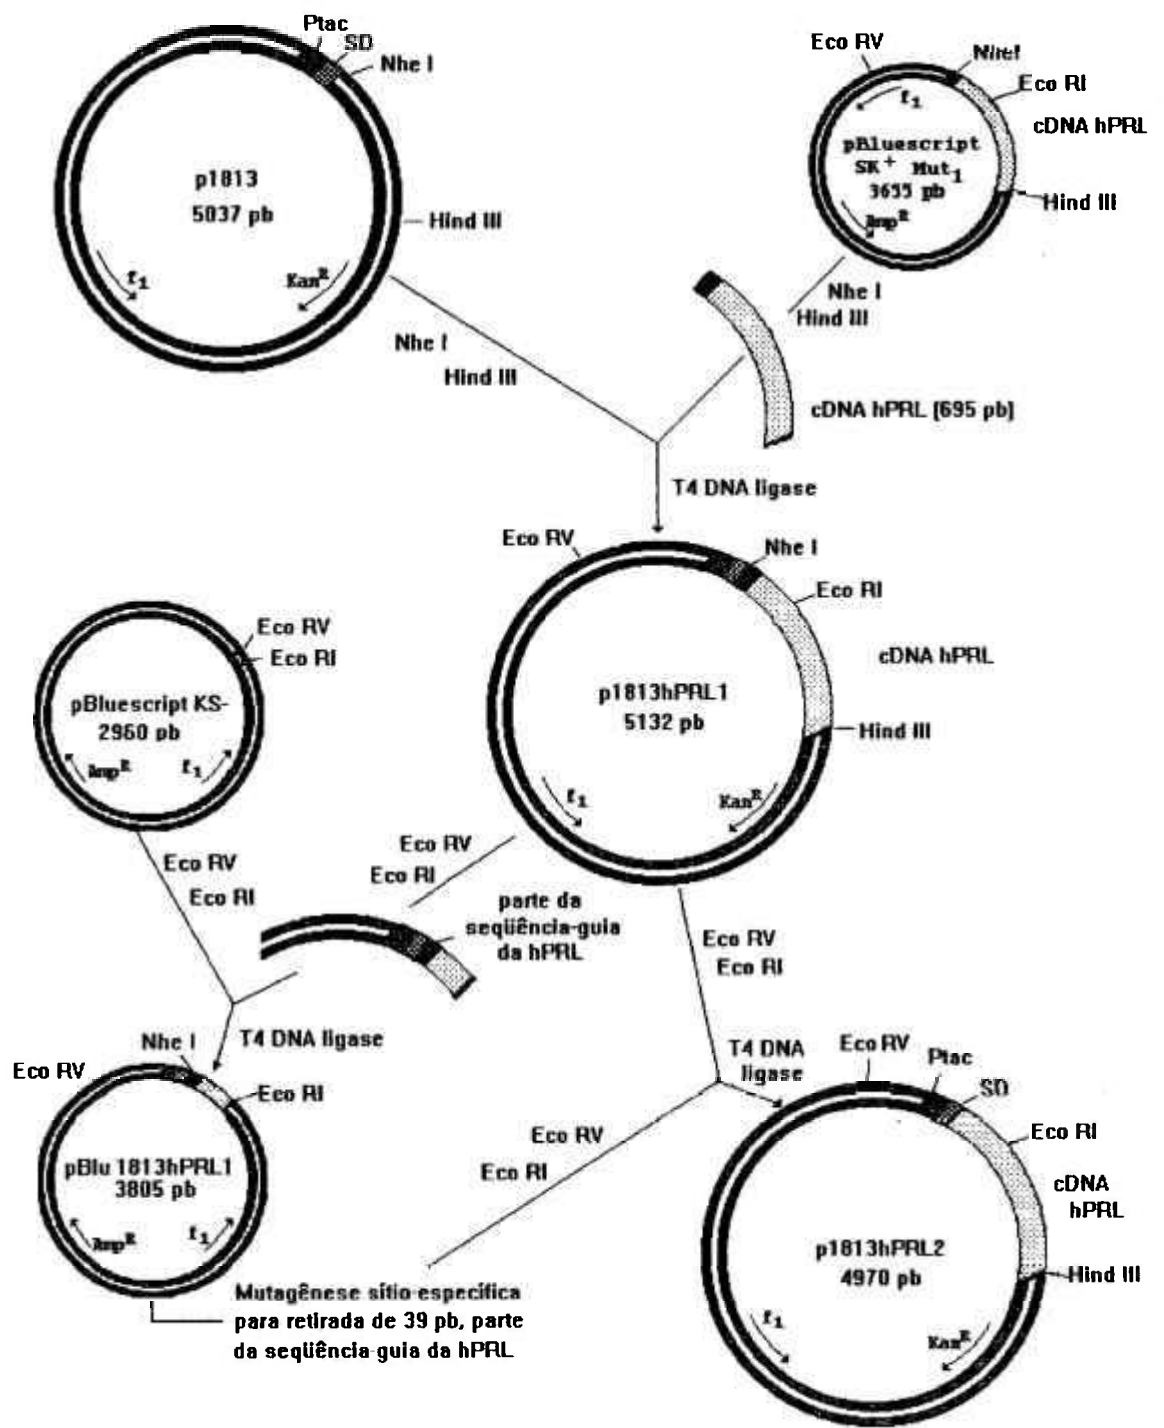 Ptac
SD
Nhe I
p1813
5037 pb
Hind III
f1
KanR
Eco RV
NheI
Eco RI
f1
cDNA hPRL
pBluescript
SK+ Mut1
3655 pb
AmpR
Hind III
Nhe I
Hind III
Nhe I
Hind III
cDNA hPRL (695 pb)
T4 DNA ligase
Eco RV
Nhe I
Eco RI
cDNA hPRL
p1813hPRL1
5132 pb
Hind III
f1
KanR
Eco RV
Eco RI
pBluescript KS-
2960 pb
AmpR
f1
Eco RV
Eco RI
Eco RV
Eco RI
parte da
seqüência-guia
da hPRL
Eco RV
Eco RI
T4 DNA ligase
Nhe I
Eco RV
Eco RI
pBlu 1813hPRL1
3805 pb
AmpR
f1
T4 DNA
ligase
Eco RV
Ptac
SD
Eco RI
cDNA
hPRL
p1813hPRL2
4970 pb
Hind III
f1
KanR
Eco RV
Eco RI
Mutagênese sítio-específica
para retirada de 39 pb, parte
da seqüência-guia da hPRL